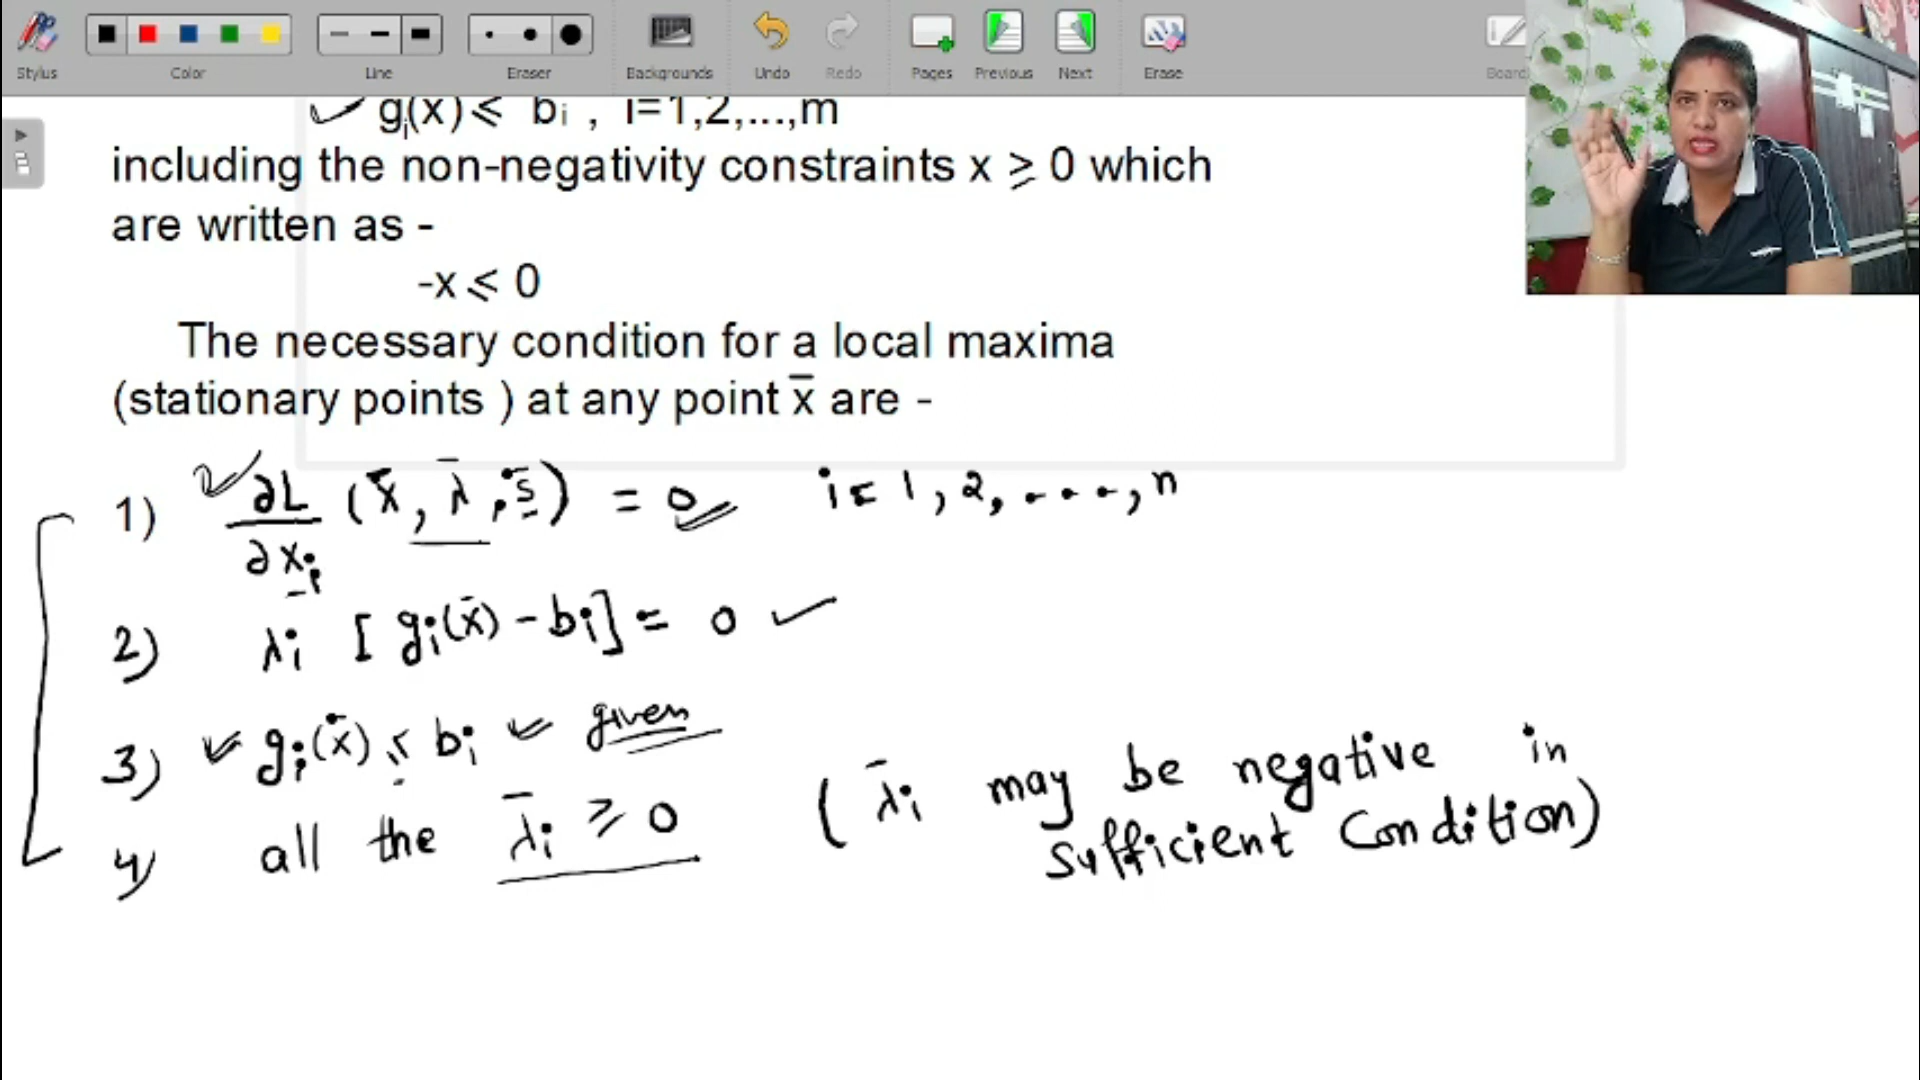 Stylus Color Line Eraser Backgrounds Undo Redo Pages Previous Next Erase Board
gᵢ(x) ⩽ bᵢ , i=1,2,...,m
including the non-negativity constraints x ⩾ 0 which
are written as -
-x ⩽ 0
The necessary condition for a local maxima
(stationary points ) at any point x̄ are -
1) ∂L/∂xᵢ (x̄, λ̄, s̄) = 0 i = 1, 2, ...., n
2) λᵢ [gᵢ(x̄) - bᵢ] = 0
3) gᵢ(x̄) ≤ bᵢ given
4) all the λ̄ᵢ ≥ 0 (λ̄ᵢ may be negative in
sufficient Condition)